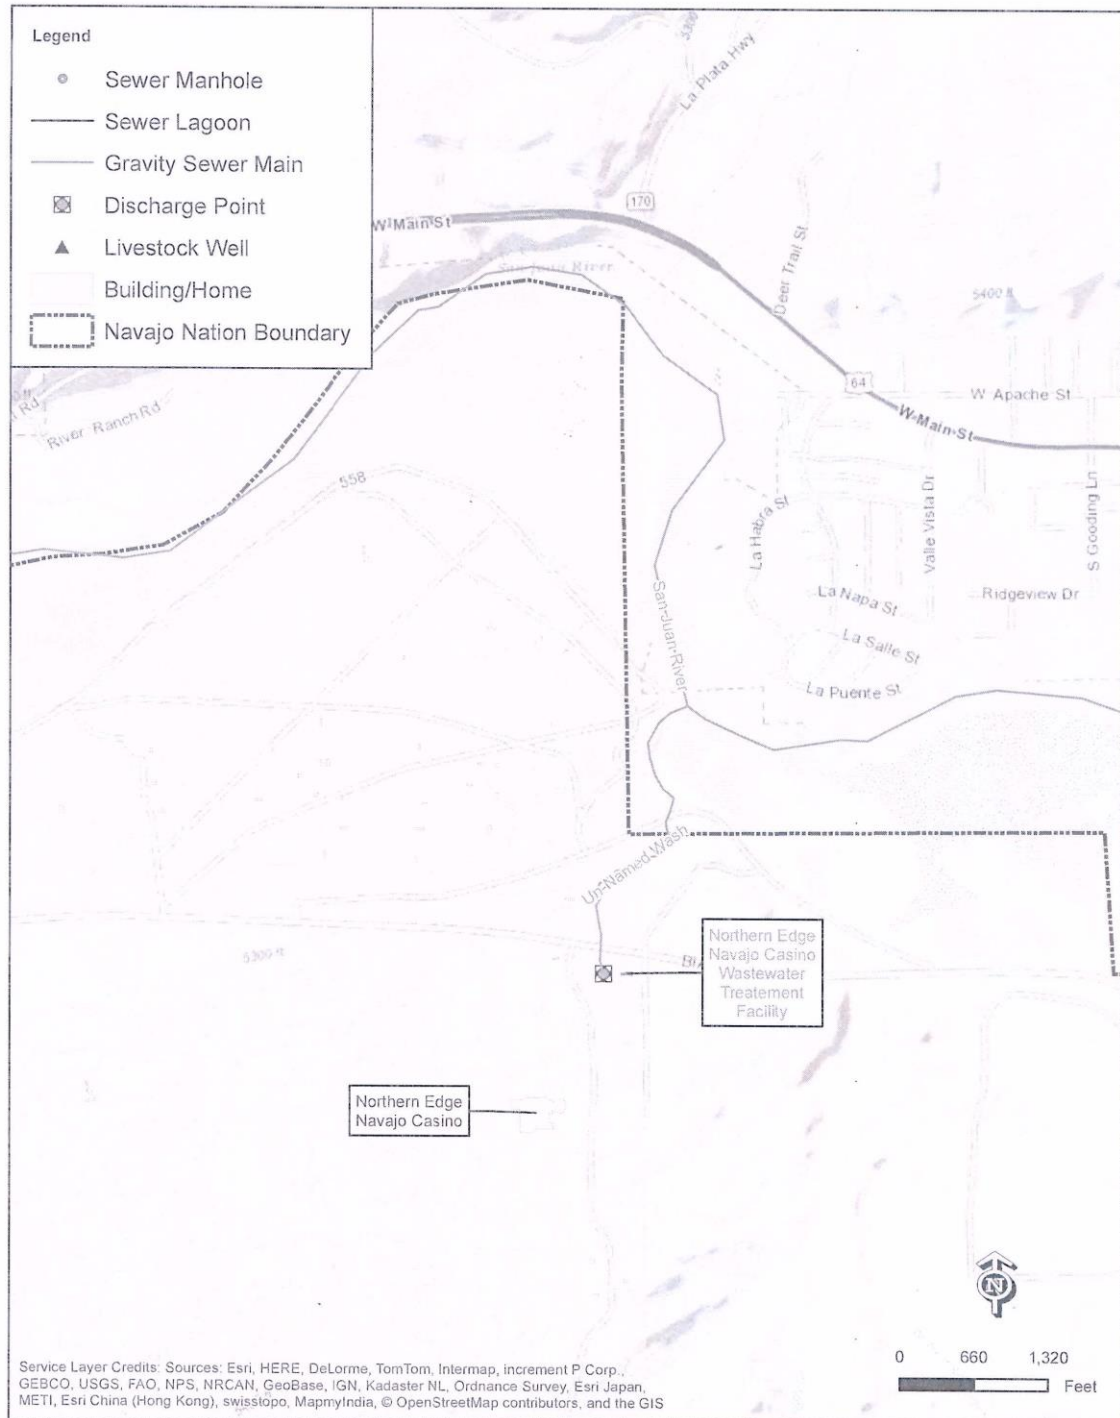 Legend
Sewer Manhole
Sewer Lagoon
Gravity Sewer Main
Discharge Point
Livestock Well
Building/Home
Navajo Nation Boundary
5300
La Plata Hwy
170
W Main St
San Juan River
Deer Trail St
5400 ft
64
W Apache St
W Main St
Rd
River Ranch Rd
558
La Habra St
Valle Vista Dr
S Gooding Ln
La Napa St
Ridgeview Dr
San Juan River
La Salle St
La Puente St
Un-Named Wash
5300 ft
Northern Edge
Navajo Casino
Wastewater
Treatement
Facility
Northern Edge
Navajo Casino
N
0 660 1,320
Feet
Service Layer Credits: Sources: Esri, HERE, DeLorme, TomTom, Intermap, increment P Corp.,
GEBCO, USGS, FAO, NPS, NRCAN, GeoBase, IGN, Kadaster NL, Ordnance Survey, Esri Japan,
METI, Esri China (Hong Kong), swisstopo, MapmyIndia, © OpenStreetMap contributors, and the GIS